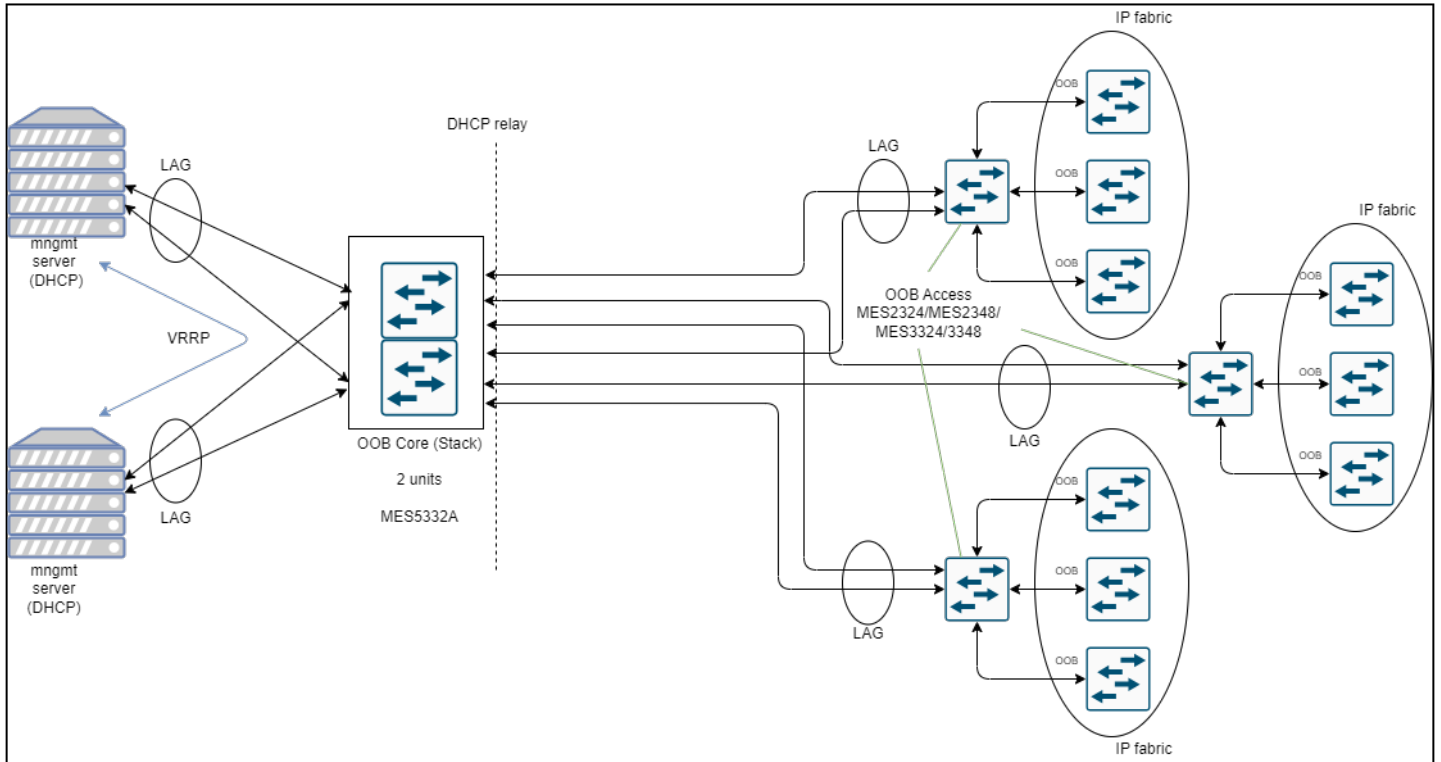 IP fabric
OOB
OOB
OOB
DHCP relay
LAG
LAG
mngmt
server
(DHCP)
VRRP
OOB Access
MES2324/MES2348/
MES3324/3348
IP fabric
OOB
OOB
OOB
LAG
OOB Core (Stack)
2 units
MES5332A
LAG
mngmt
server
(DHCP)
LAG
OOB
OOB
OOB
IP fabric